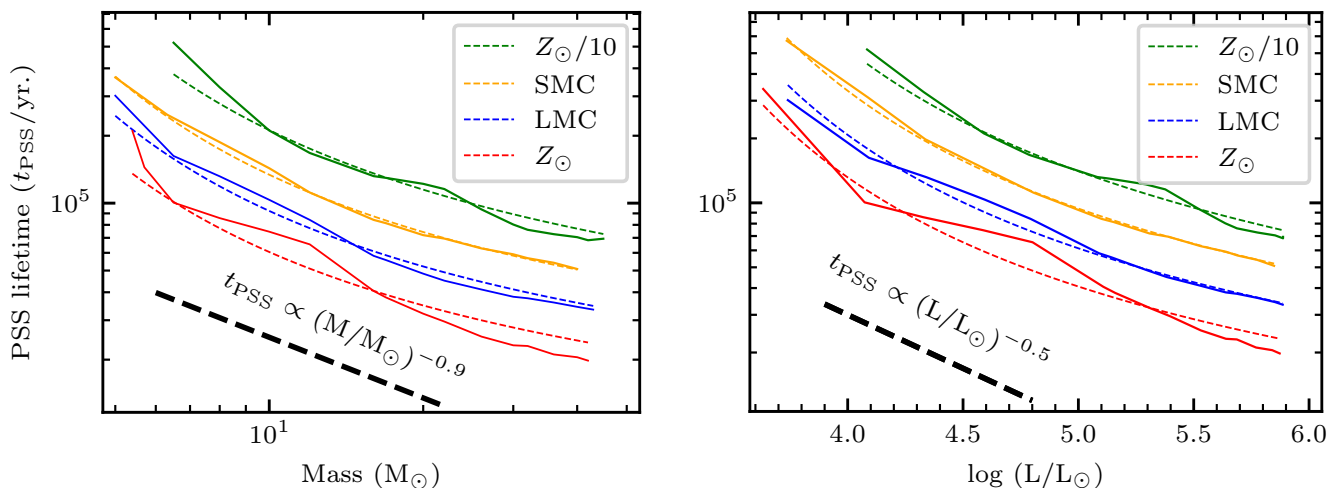 PSS lifetime (t_PSS/yr.)
10^5
Z_⊙/10
SMC
LMC
Z_⊙
t_PSS ∝ (M/M_⊙)^−0.9
10^1
Mass (M_⊙)
10^5
Z_⊙/10
SMC
LMC
Z_⊙
t_PSS ∝ (L/L_⊙)^−0.5
4.0 4.5 5.0 5.5 6.0
log (L/L_⊙)